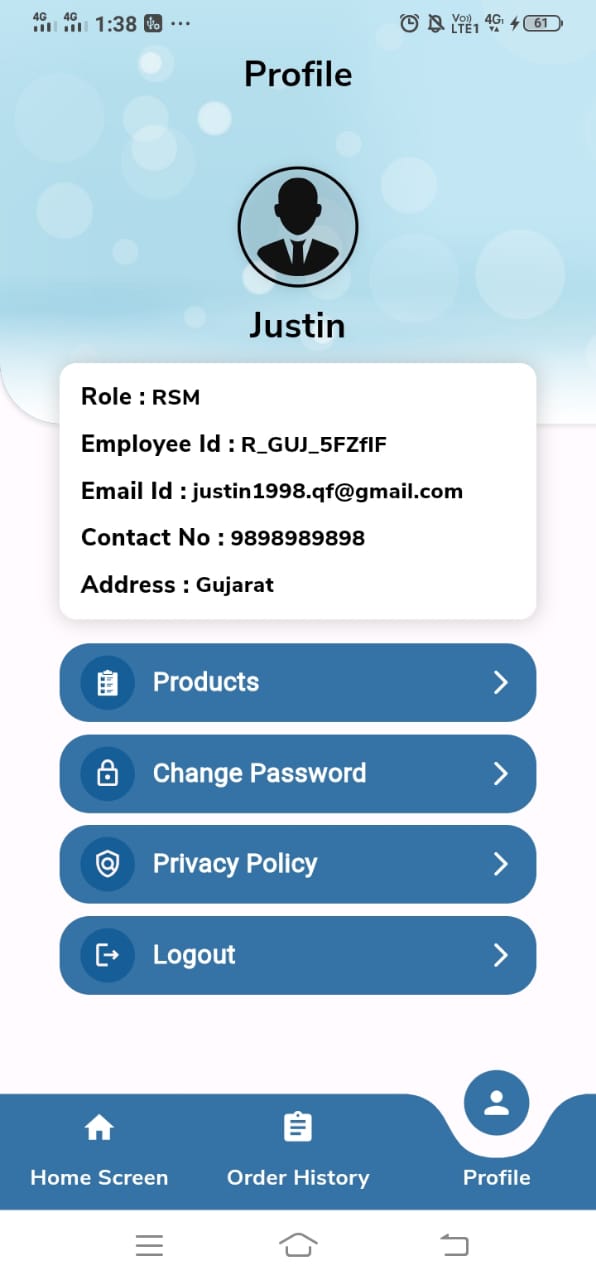 4G 4G 1:38 ...
Vo)) LTE1 4G 61
Profile
Justin
Role : RSM
Employee Id : R_GUJ_5FZfIF
Email Id : justin1998.qf@gmail.com
Contact No : 9898989898
Address : Gujarat
Products
Change Password
Privacy Policy
Logout
Home Screen Order History Profile